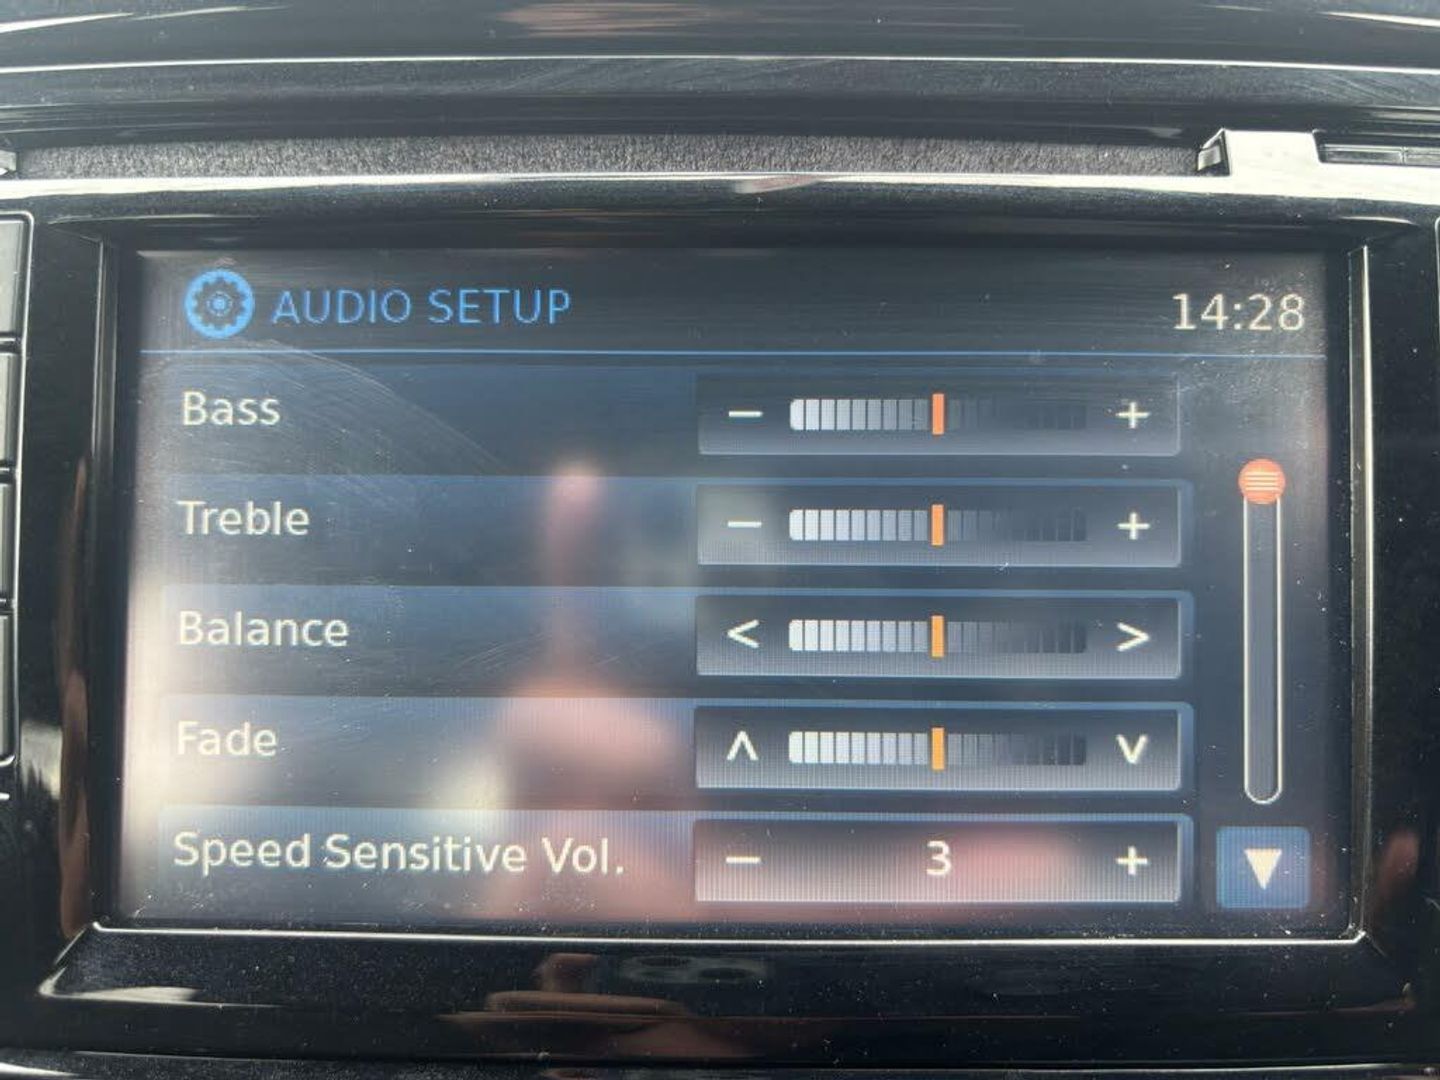 AUDIO SETUP 14:28
Bass - +
Treble - +
Balance < >
Fade
Speed Sensitive Vol. - 3 +